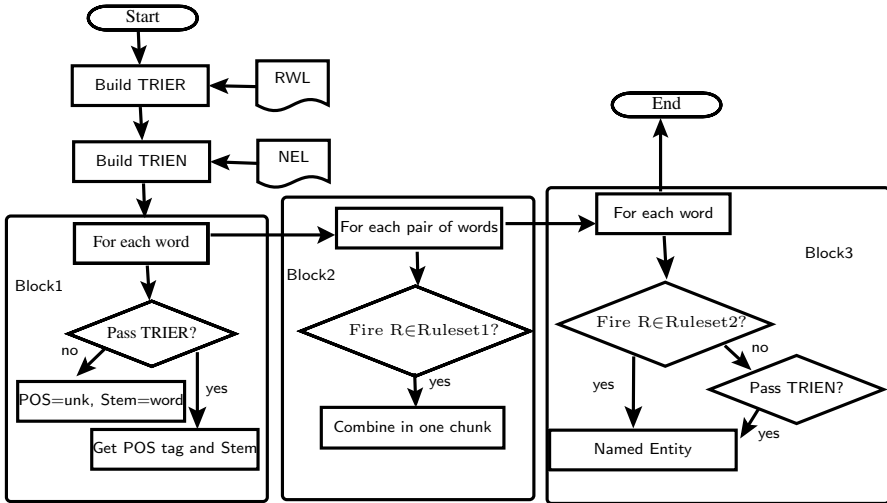 Start
Build TRIER
RWL
Build TRIEN
NEL
Block1
For each word
Pass TRIER?
no
POS=unk, Stem=word
yes
Get POS tag and Stem
Block2
For each pair of words
Fire R∈Ruleset1?
yes
Combine in one chunk
End
Block3
For each word
Fire R∈Ruleset2?
no
Pass TRIEN?
yes
yes
Named Entity